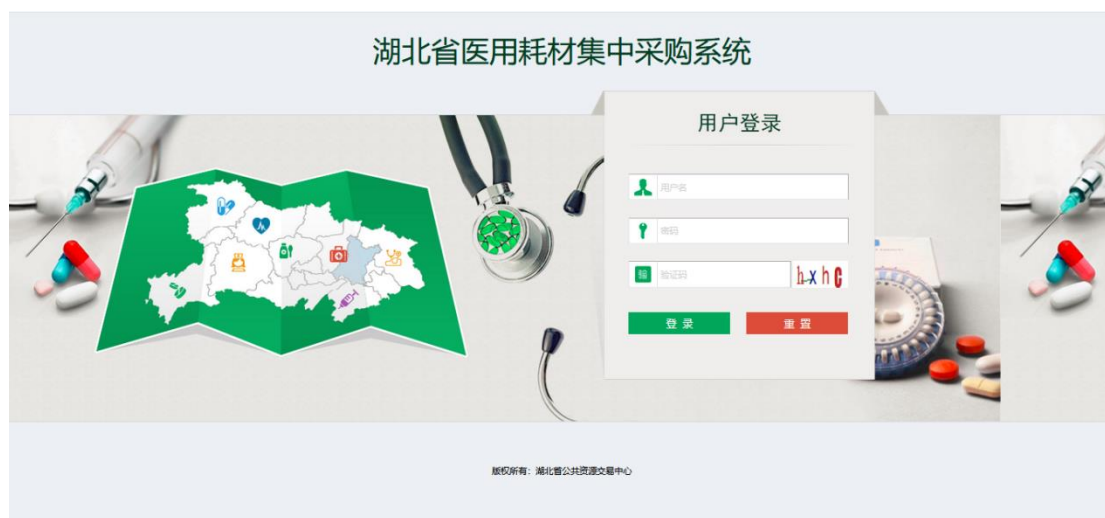 湖北省医用耗材集中采购系统
用户登录
用户名
密码
验证码
hxhc
登 录
重 置
版权所有：湖北省公共资源交易中心